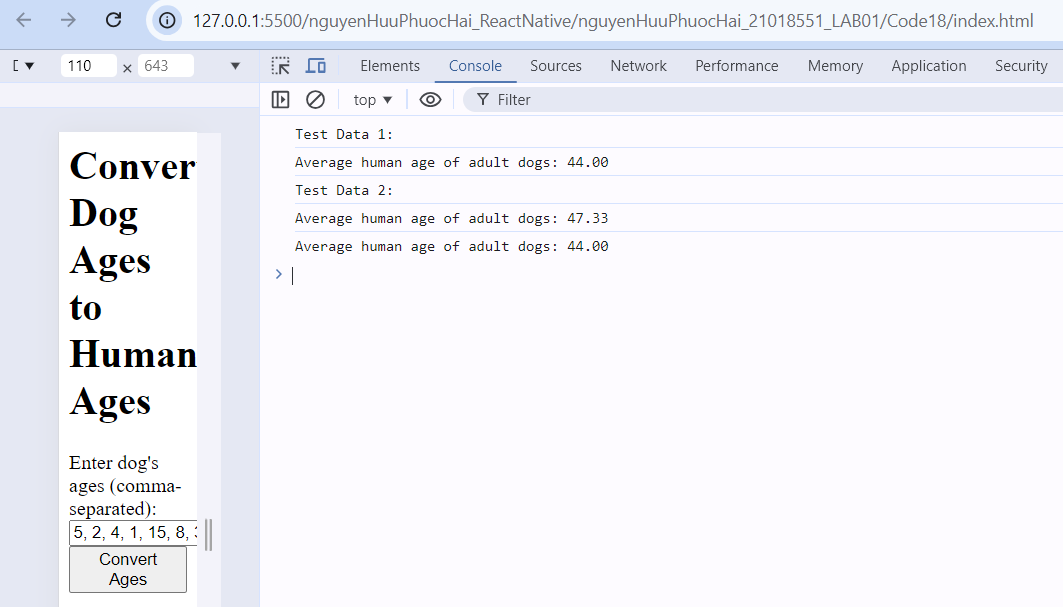 127.0.0.1:5500/nguyenHuuPhuocHai_ReactNative/nguyenHuuPhuocHai_21018551_LAB01/Code18/index.html
110 × 643
Elements Console Sources Network Performance Memory Application Security
top Filter
Conver
Dog
Ages
to
Human
Ages
Enter dog's
ages (comma-
separated):
5, 2, 4, 1, 15, 8,
Convert
Ages
Test Data 1:
Average human age of adult dogs: 44.00
Test Data 2:
Average human age of adult dogs: 47.33
Average human age of adult dogs: 44.00